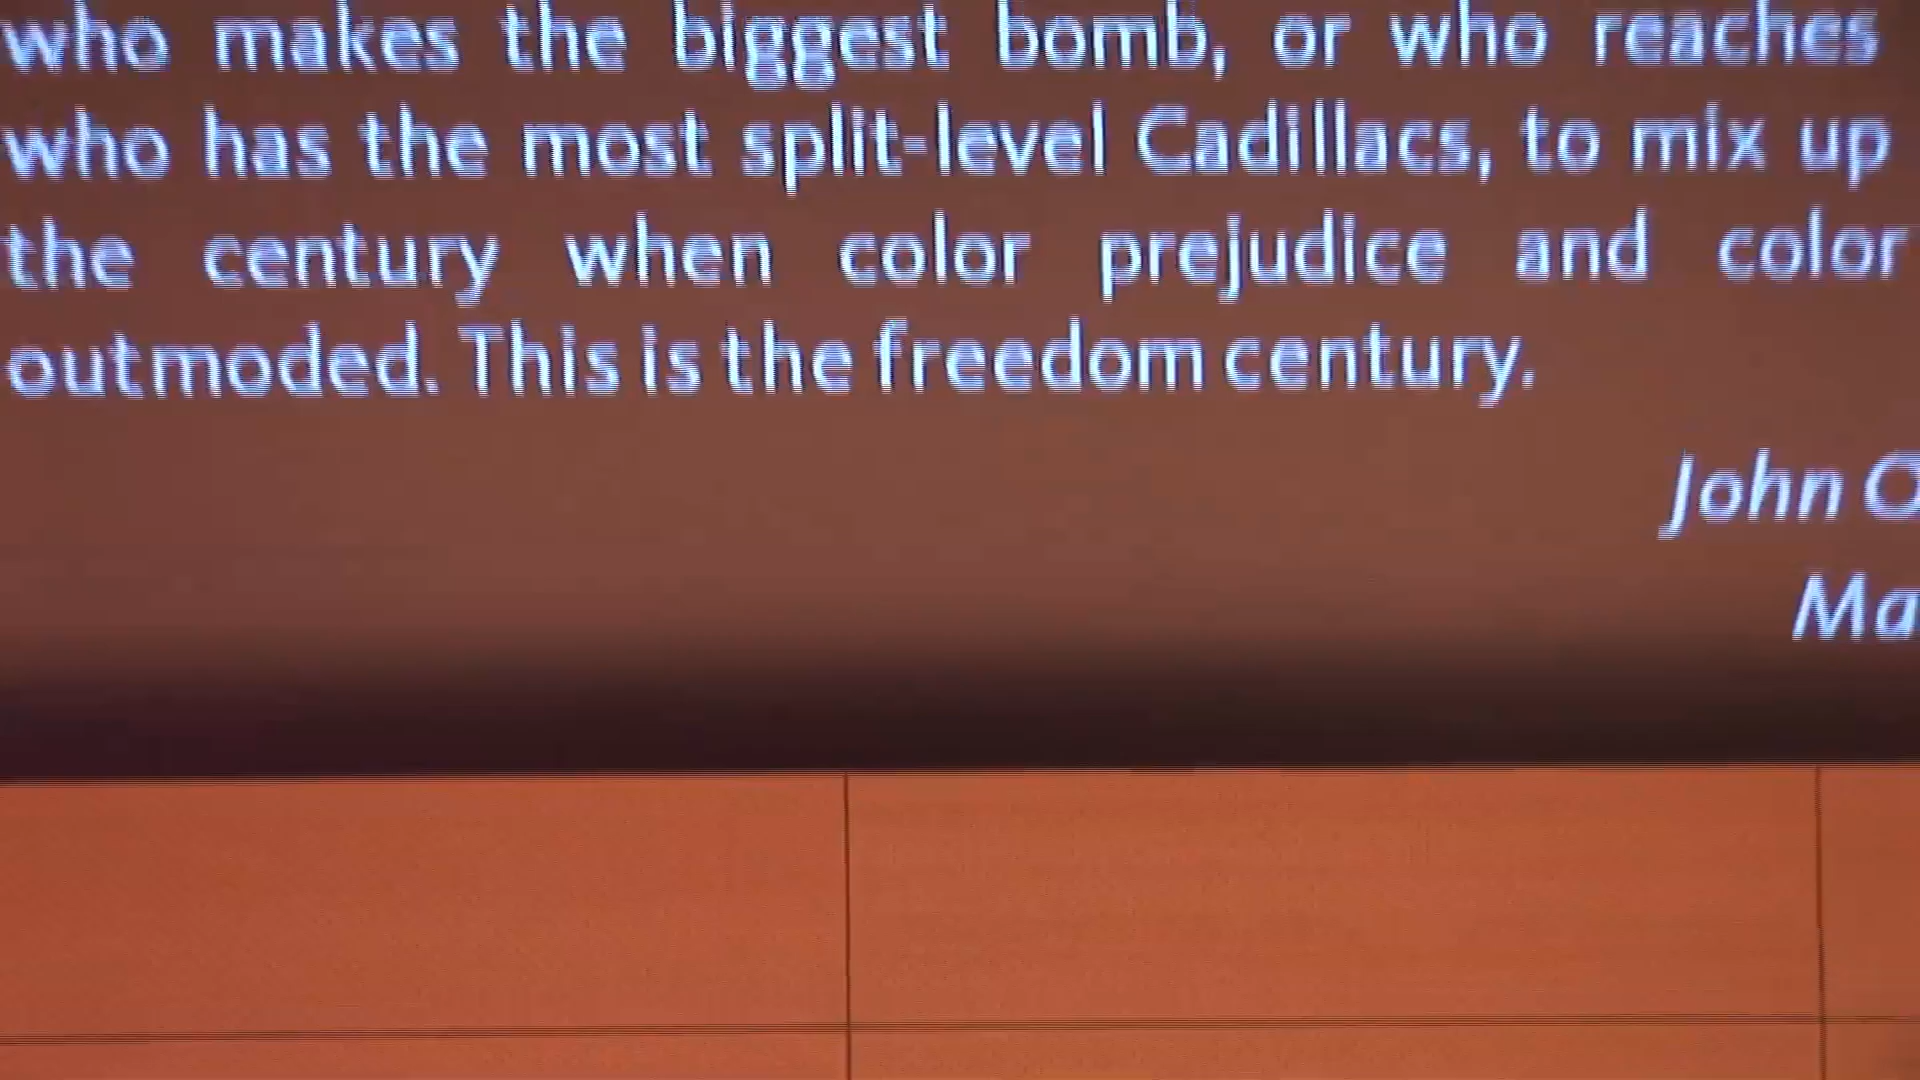 who makes the biggest bomb, or who reaches
who has the most split-level Cadillacs, to mix up
the century when color prejudice and color
outmoded. This is the freedom century.
John